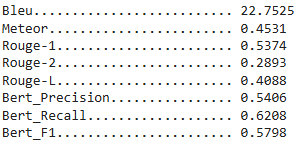 Bleu........................ 22.7525
Meteor...................... 0.4531
Rouge-1..................... 0.5374
Rouge-2..................... 0.2893
Rouge-L..................... 0.4088
Bert_Precision.............. 0.5406
Bert_Recall................. 0.6208
Bert_F1..................... 0.5798